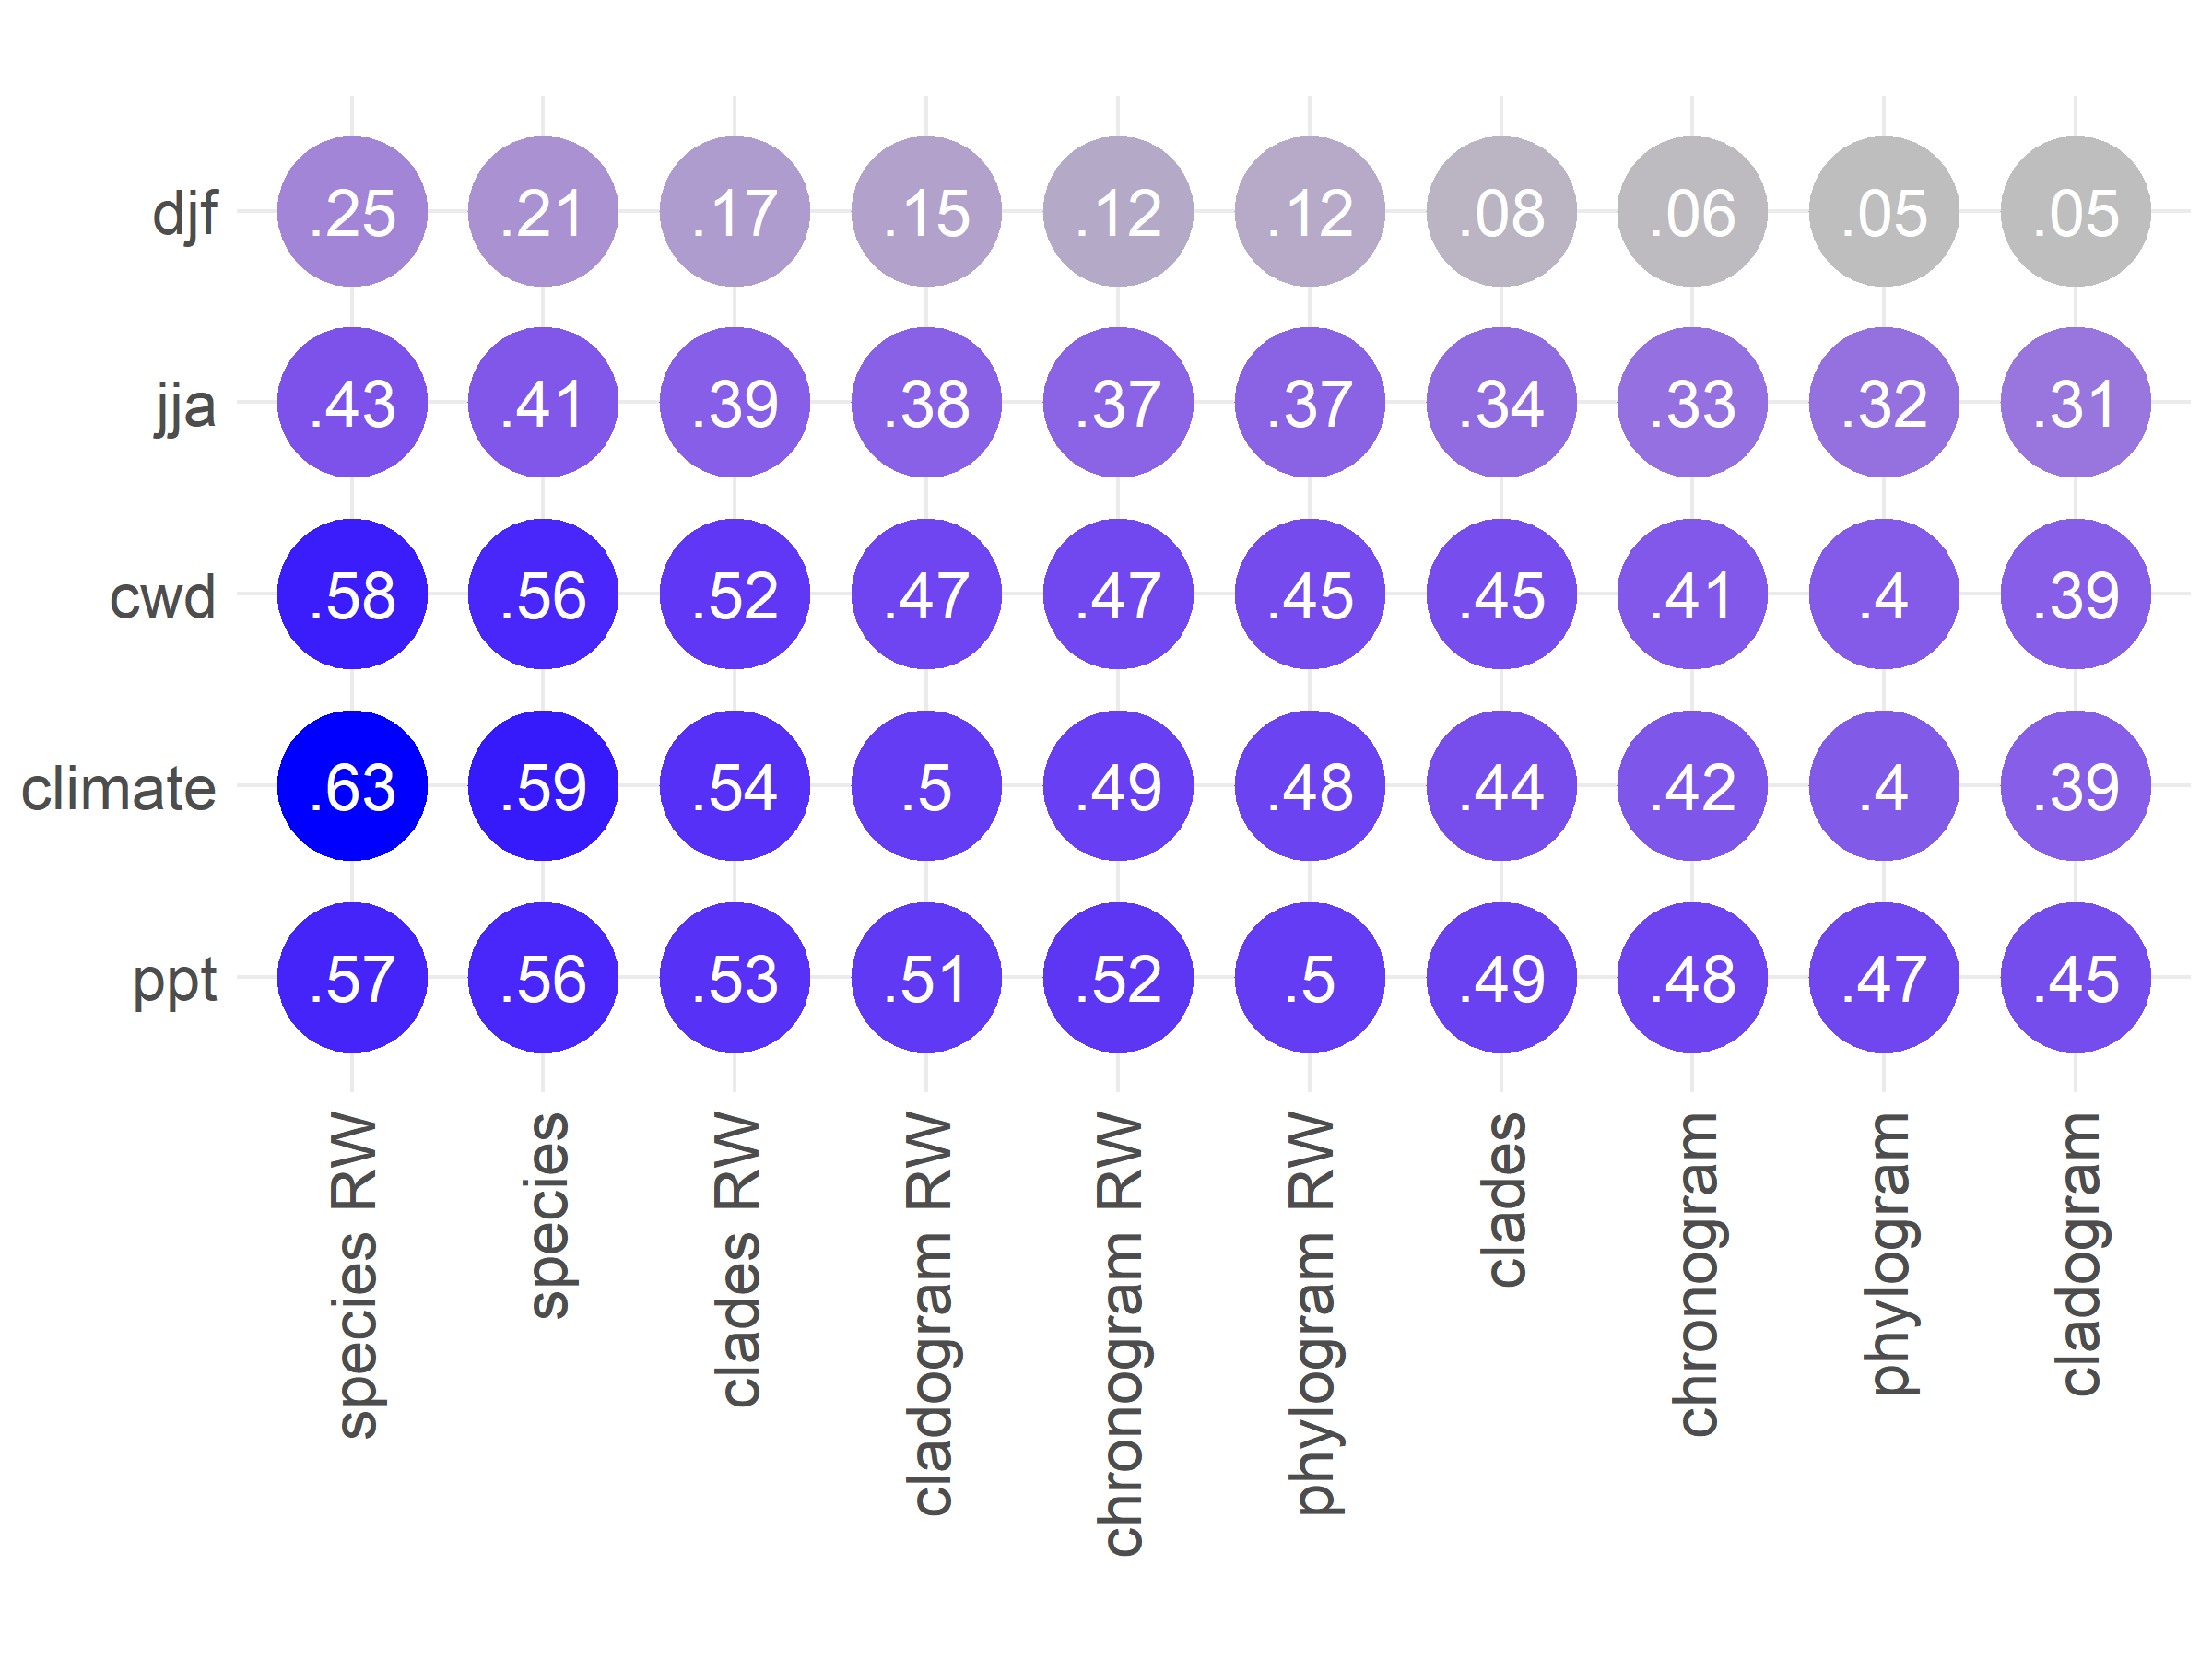 djf .25 .21 .17 .15 .12 .12 .08 .06 .05 .05
jja .43 .41 .39 .38 .37 .37 .34 .33 .32 .31
cwd .58 .56 .52 .47 .47 .45 .45 .41 .4 .39
climate .63 .59 .54 .5 .49 .48 .44 .42 .4 .39
ppt .57 .56 .53 .51 .52 .5 .49 .48 .47 .45
species RW
species
clades RW
cladogram RW
chronogram RW
phylogram RW
clades
chronogram
phylogram
cladogram